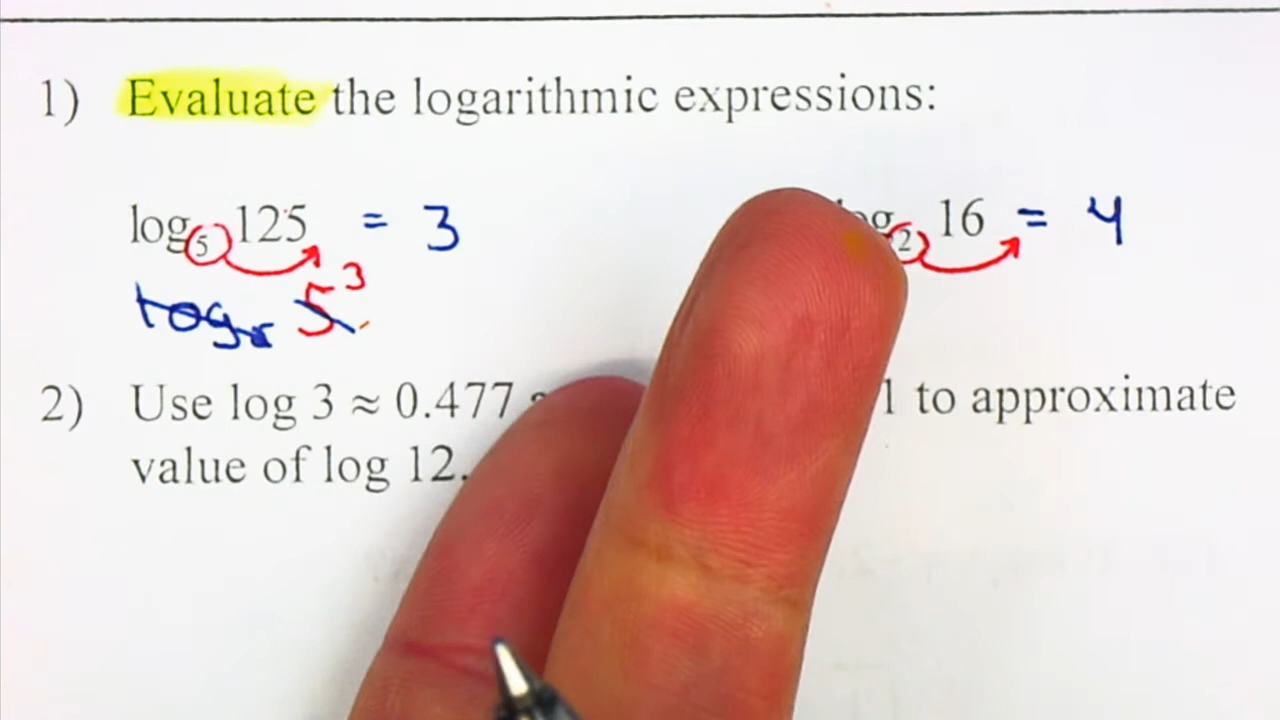 1) Evaluate the logarithmic expressions:
log₅ 125 = 3 og₂ 16 = 4
log₅ 5³
2) Use log 3 ≈ 0.477 1 to approximate
value of log 12.